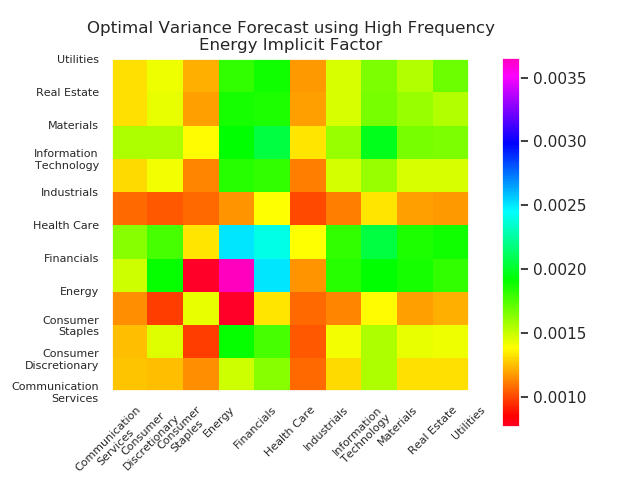 Optimal Variance Forecast using High Frequency
Energy Implicit Factor
Utilities
Real Estate
Materials
Information
Technology
Industrials
Health Care
Financials
Energy
Consumer
Staples
Consumer
Discretionary
Communication
Services
Communication
Services
Consumer
Discretionary
Consumer
Staples
Energy
Financials
Health Care
Industrials
Information
Technology
Materials
Real Estate
Utilities
0.0035
0.0030
0.0025
0.0020
0.0015
0.0010